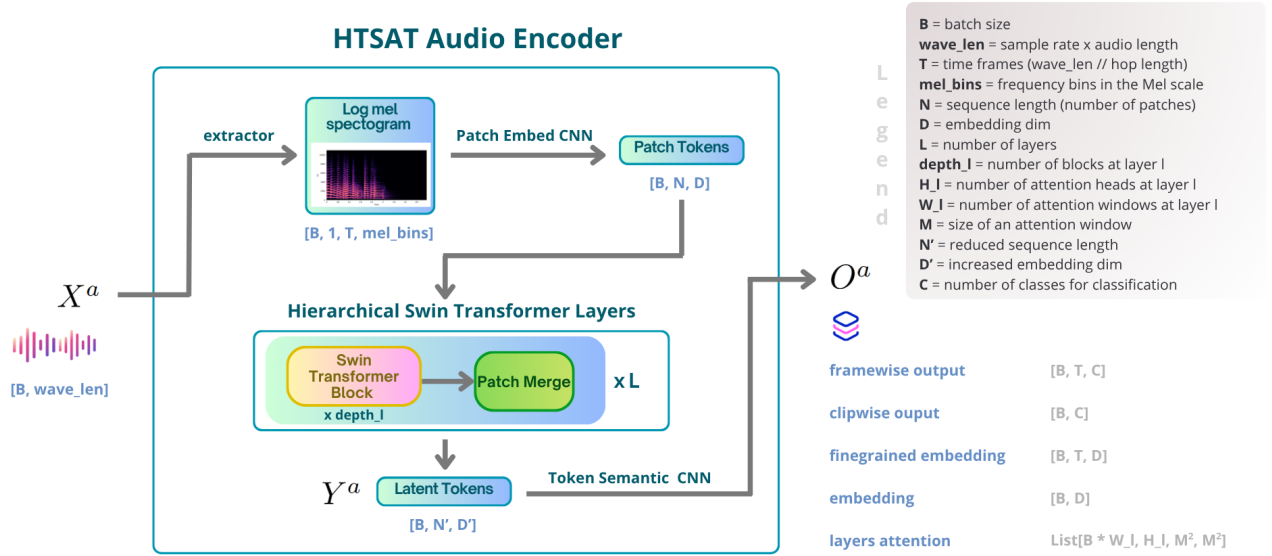 HTSAT Audio Encoder
extractor
Log mel
spectogram
[B, 1, T, mel_bins]
Patch Embed CNN
Patch Tokens
[B, N, D]
Xᵃ
[B, wave_len]
Hierarchical Swin Transformer Layers
Swin
Transformer
Block
x depth_l
Patch Merge
x L
Yᵃ
Latent Tokens
[B, N’, D’]
Token Semantic CNN
Oᵃ
Legend
B = batch size
wave_len = sample rate x audio length
T = time frames (wave_len // hop length)
mel_bins = frequency bins in the Mel scale
N = sequence length (number of patches)
D = embedding dim
L = number of layers
depth_l = number of blocks at layer l
H_l = number of attention heads at layer l
W_l = number of attention windows at layer l
M = size of an attention window
N’ = reduced sequence length
D’ = increased embedding dim
C = number of classes for classification
framewise output [B, T, C]
clipwise ouput [B, C]
finegrained embedding [B, T, D]
embedding [B, D]
layers attention List[B * W_l, H_l, M², M²]